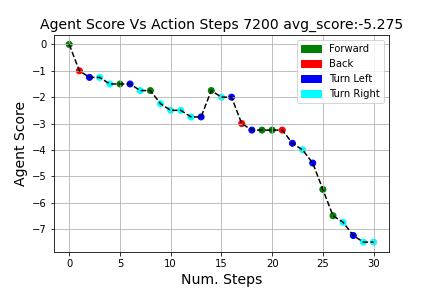 Agent Score Vs Action Steps 7200 avg_score:-5.275
Forward
Back
Turn Left
Turn Right
0
−1
−2
−3
−4
−5
−6
−7
Agent Score
0 5 10 15 20 25 30
Num. Steps